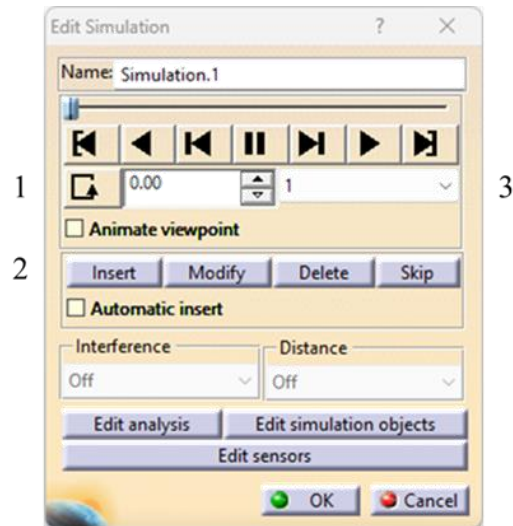 Edit Simulation ? ×
Name: Simulation.1
1 0.00 1 3
Animate viewpoint
2 Insert Modify Delete Skip
Automatic insert
Interference Distance
Off Off
Edit analysis Edit simulation objects
Edit sensors
OK Cancel